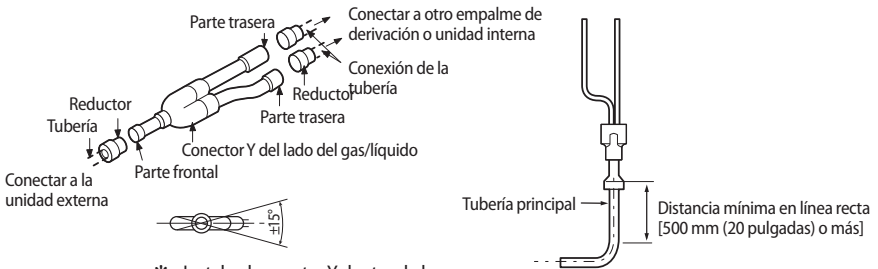 Parte trasera
Conectar a otro empalme de
derivación o unidad interna
Conexión de la
tubería
Reductor
Parte trasera
Reductor
Tubería
Conector Y del lado del gas/líquido
Parte frontal
Conectar a la
unidad externa
±15°
Tubería principal
Distancia mínima en línea recta
[500 mm (20 pulgadas) o más]